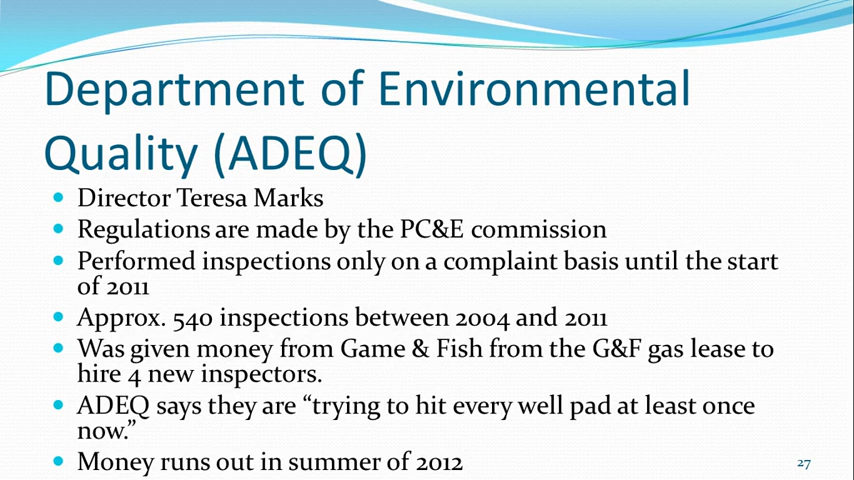 Department of Environmental
Quality (ADEQ)
• Director Teresa Marks
• Regulations are made by the PC&E commission
• Performed inspections only on a complaint basis until the start
of 2011
• Approx. 540 inspections between 2004 and 2011
• Was given money from Game & Fish from the G&F gas lease to
hire 4 new inspectors.
• ADEQ says they are “trying to hit every well pad at least once
now.”
• Money runs out in summer of 2012
27